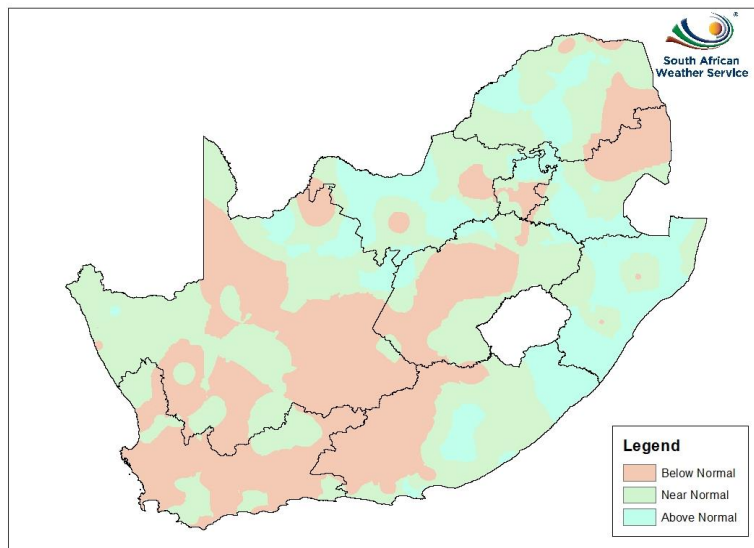 ®
South African
Weather Service
Legend
Below Normal
Near Normal
Above Normal